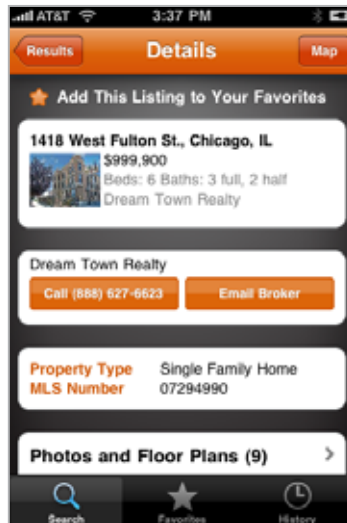 AT&T 3:37 PM
Results Details Map
Add This Listing to Your Favorites
1418 West Fulton St., Chicago, IL
$999,900
Beds: 6 Baths: 3 full, 2 half
Dream Town Realty
Dream Town Realty
Call (888) 627-6623 Email Broker
Property Type Single Family Home
MLS Number 07294990
Photos and Floor Plans (9)
Search Favorites History